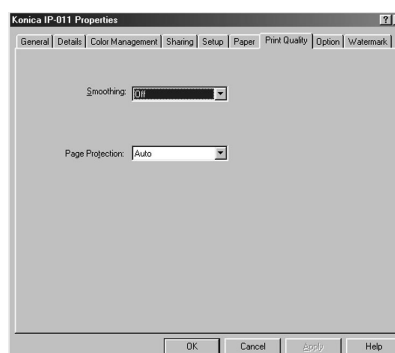 Konica IP-011 Properties
General Details Color Management Sharing Setup Paper Print Quality Option Watermark
Smoothing: Off
Page Protection: Auto
OK Cancel Apply Help